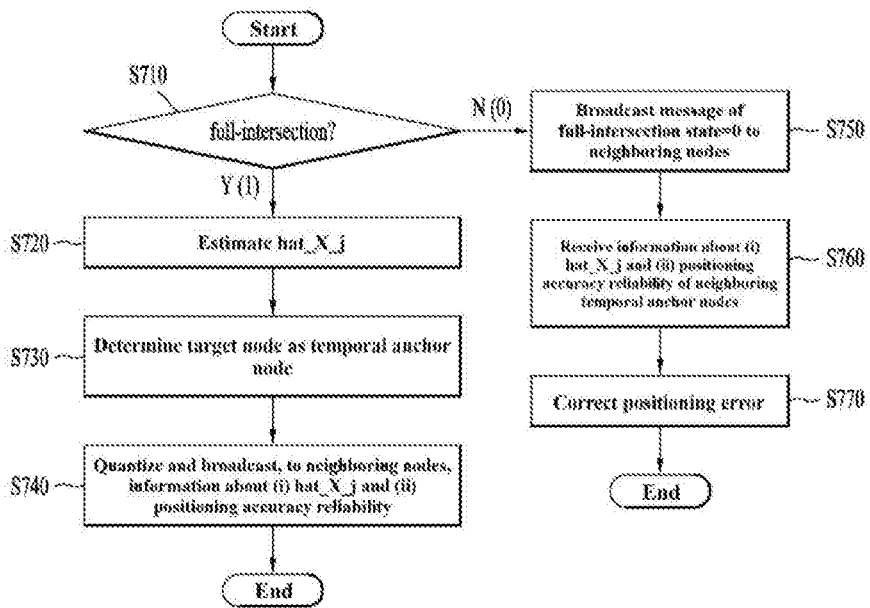 Start
S710
full-intersection?
N (0)
Y (1)
S720
Estimate hat_X_j
S730
Determine target node as temporal anchor
node
S740
Quantize and broadcast, to neighboring nodes,
information about (i) hat_X_j and (ii)
positioning accuracy reliability
End
Broadcast message of
full-intersection state=0 to
neighboring nodes
S750
Receive information about (i)
hat_X_j and (ii) positioning
accuracy reliability of neighboring
temporal anchor nodes
S760
Correct positioning error
S770
End